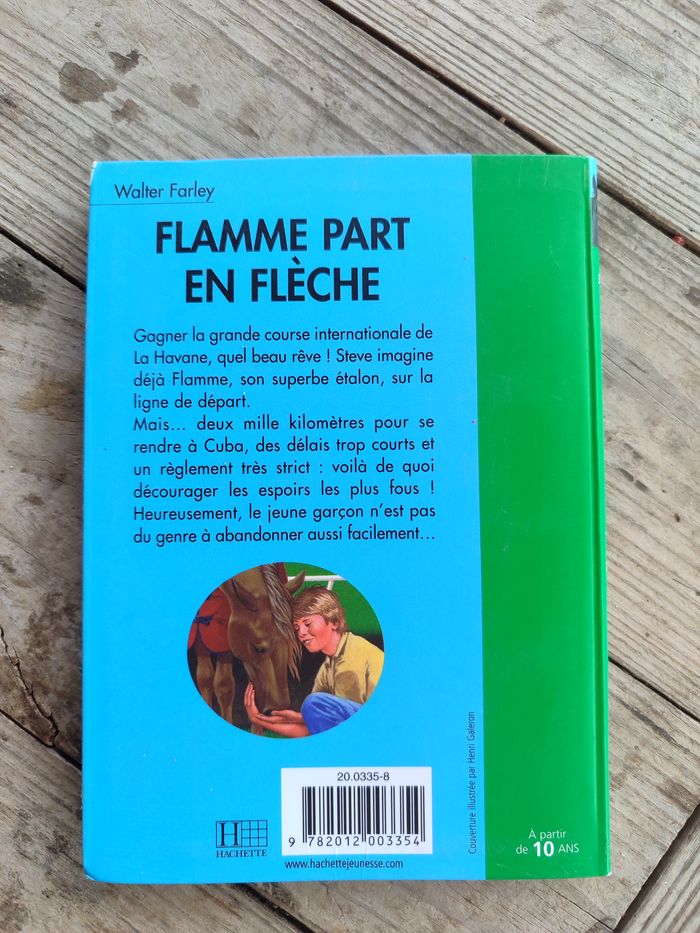 Walter Farley
FLAMME PART
EN FLÈCHE
Gagner la grande course internationale de
La Havane, quel beau rêve ! Steve imagine
déjà Flamme, son superbe étalon, sur la
ligne de départ.
Mais... deux mille kilomètres pour se
rendre à Cuba, des délais trop courts et
un règlement très strict : voilà de quoi
décourager les espoirs les plus fous !
Heureusement, le jeune garçon n'est pas
du genre à abandonner aussi facilement...
Couverture illustrée par Henri Galeron
20.0335-8
9 782012 003354
H
HACHETTE
www.hachettejeunesse.com
À partir
de 10 ANS